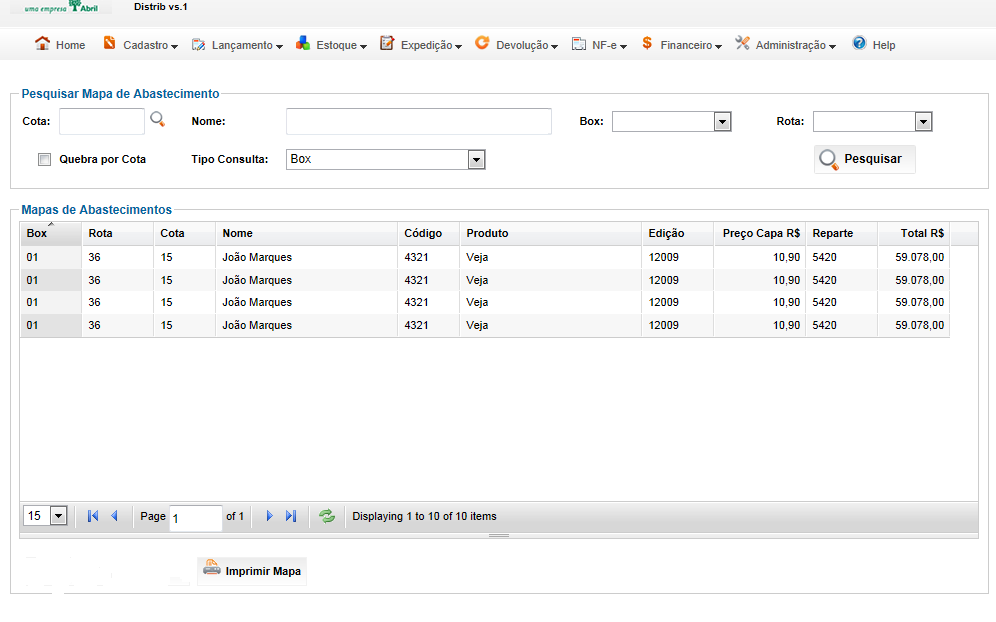 uma empresa Abril
Distrib vs.1
Home Cadastro Lançamento Estoque Expedição Devolução NF-e Financeiro Administração Help
Pesquisar Mapa de Abastecimento
Cota: Nome: Box: Rota:
Quebra por Cota Tipo Consulta: Box Pesquisar
Mapas de Abastecimentos
Box Rota Cota Nome Código Produto Edição Preço Capa R$ Reparte Total R$
01 36 15 João Marques 4321 Veja 12009 10,90 5420 59.078,00
01 36 15 João Marques 4321 Veja 12009 10,90 5420 59.078,00
01 36 15 João Marques 4321 Veja 12009 10,90 5420 59.078,00
01 36 15 João Marques 4321 Veja 12009 10,90 5420 59.078,00
15 Page 1 of 1 Displaying 1 to 10 of 10 items
Imprimir Mapa